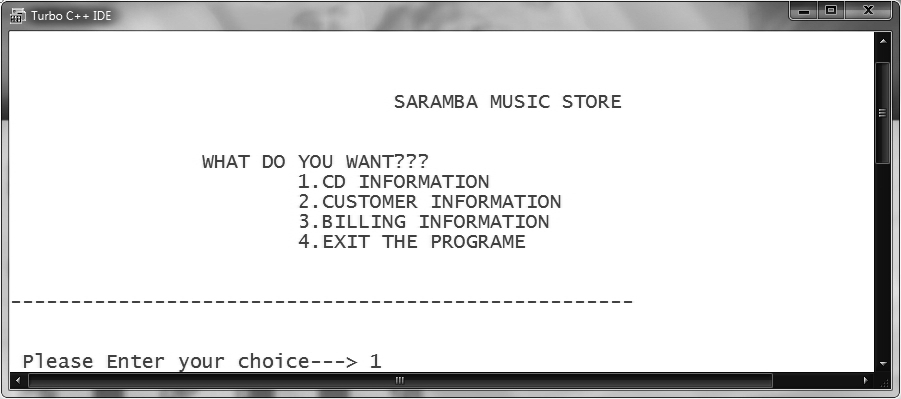 Turbo C++ IDE
SARAMBA MUSIC STORE
WHAT DO YOU WANT???
1.CD INFORMATION
2.CUSTOMER INFORMATION
3.BILLING INFORMATION
4.EXIT THE PROGRAME
----------------------------------------------------
Please Enter your choice---> 1